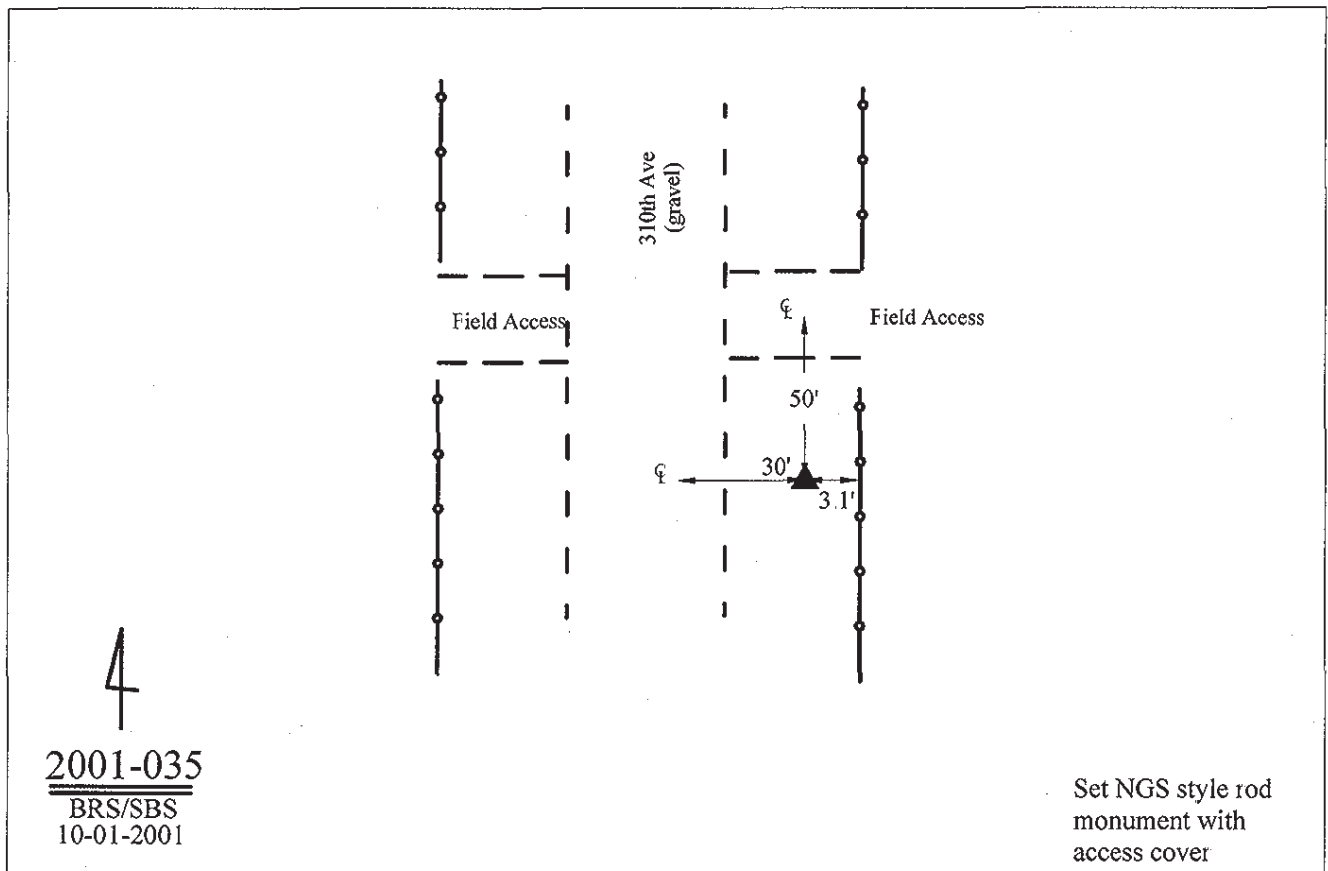 310th Ave
(gravel)
Field Access
℄
Field Access
50'
℄
30'
3.1'
2001-035
BRS/SBS
10-01-2001
Set NGS style rod
monument with
access cover